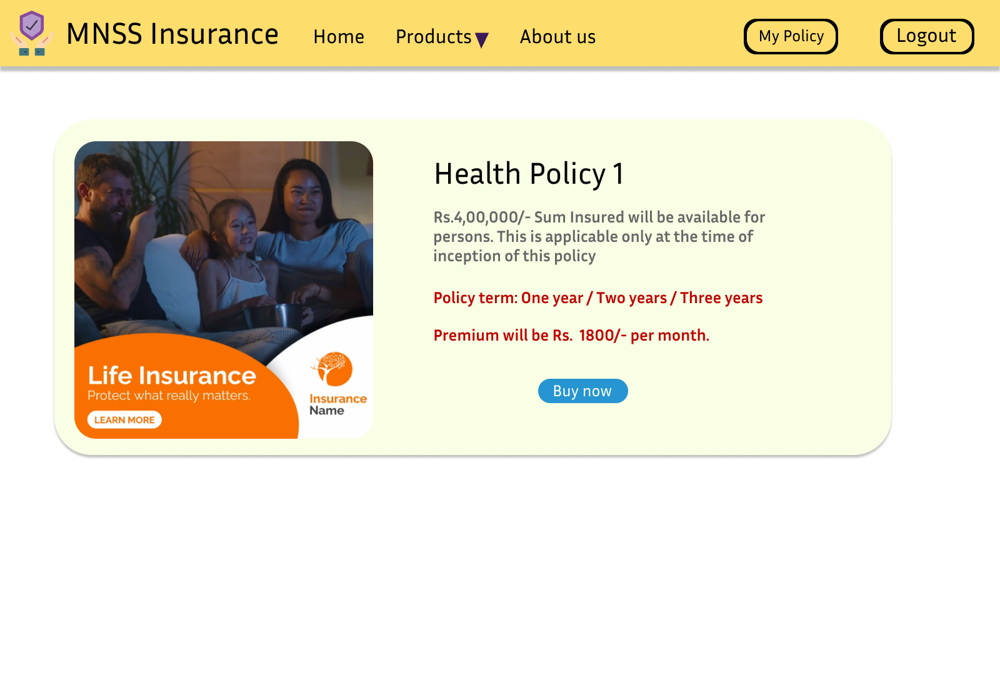 MNSS Insurance Home Products About us My Policy Logout
Health Policy 1
Rs.4,00,000/- Sum Insured will be available for
persons. This is applicable only at the time of
inception of this policy
Policy term: One year / Two years / Three years
Premium will be Rs. 1800/- per month.
Buy now
Life Insurance
Protect what really matters.
LEARN MORE
Insurance
Name